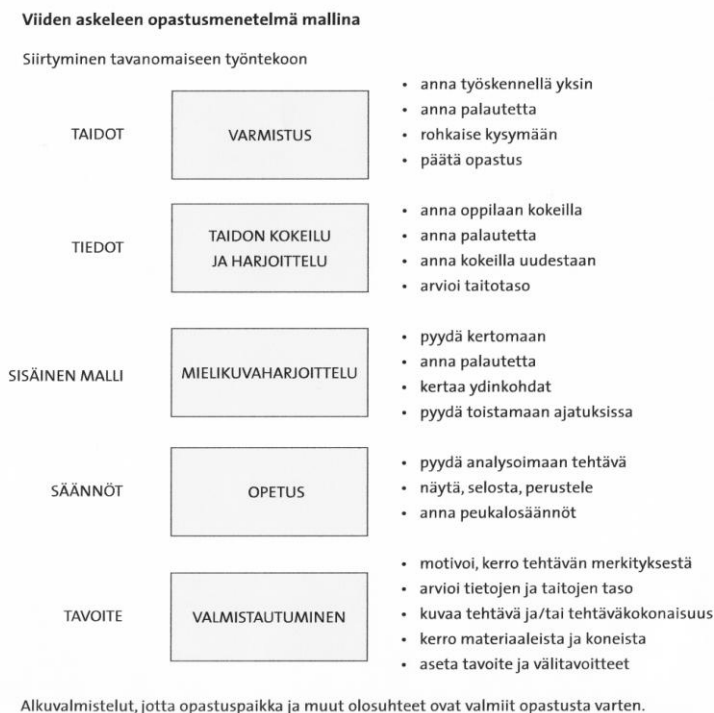 Viiden askeleen opastusmenetelmä mallina
Siirtyminen tavanomaiseen työntekoon
TAIDOT
VARMISTUS
• anna työskennellä yksin
• anna palautetta
• rohkaise kysymään
• päätä opastus
TIEDOT
TAIDON KOKEILU
JA HARJOITTELU
• anna oppilaan kokeilla
• anna palautetta
• anna kokeilla uudestaan
• arvioi taitotaso
SISÄINEN MALLI
MIELIKUVAHARJOITTELU
• pyydä kertomaan
• anna palautetta
• kertaa ydinkohdat
• pyydä toistamaan ajatuksissa
SÄÄNNÖT
OPETUS
• pyydä analysoimaan tehtävä
• näytä, selosta, perustele
• anna peukalosäännöt
TAVOITE
VALMISTAUTUMINEN
• motivoi, kerro tehtävän merkityksestä
• arvioi tietojen ja taitojen taso
• kuvaa tehtävä ja/tai tehtäväkokonaisuus
• kerro materiaaleista ja koneista
• aseta tavoite ja välitavoitteet
Alkuvalmistelut, jotta opastuspaikka ja muut olosuhteet ovat valmiit opastusta varten.